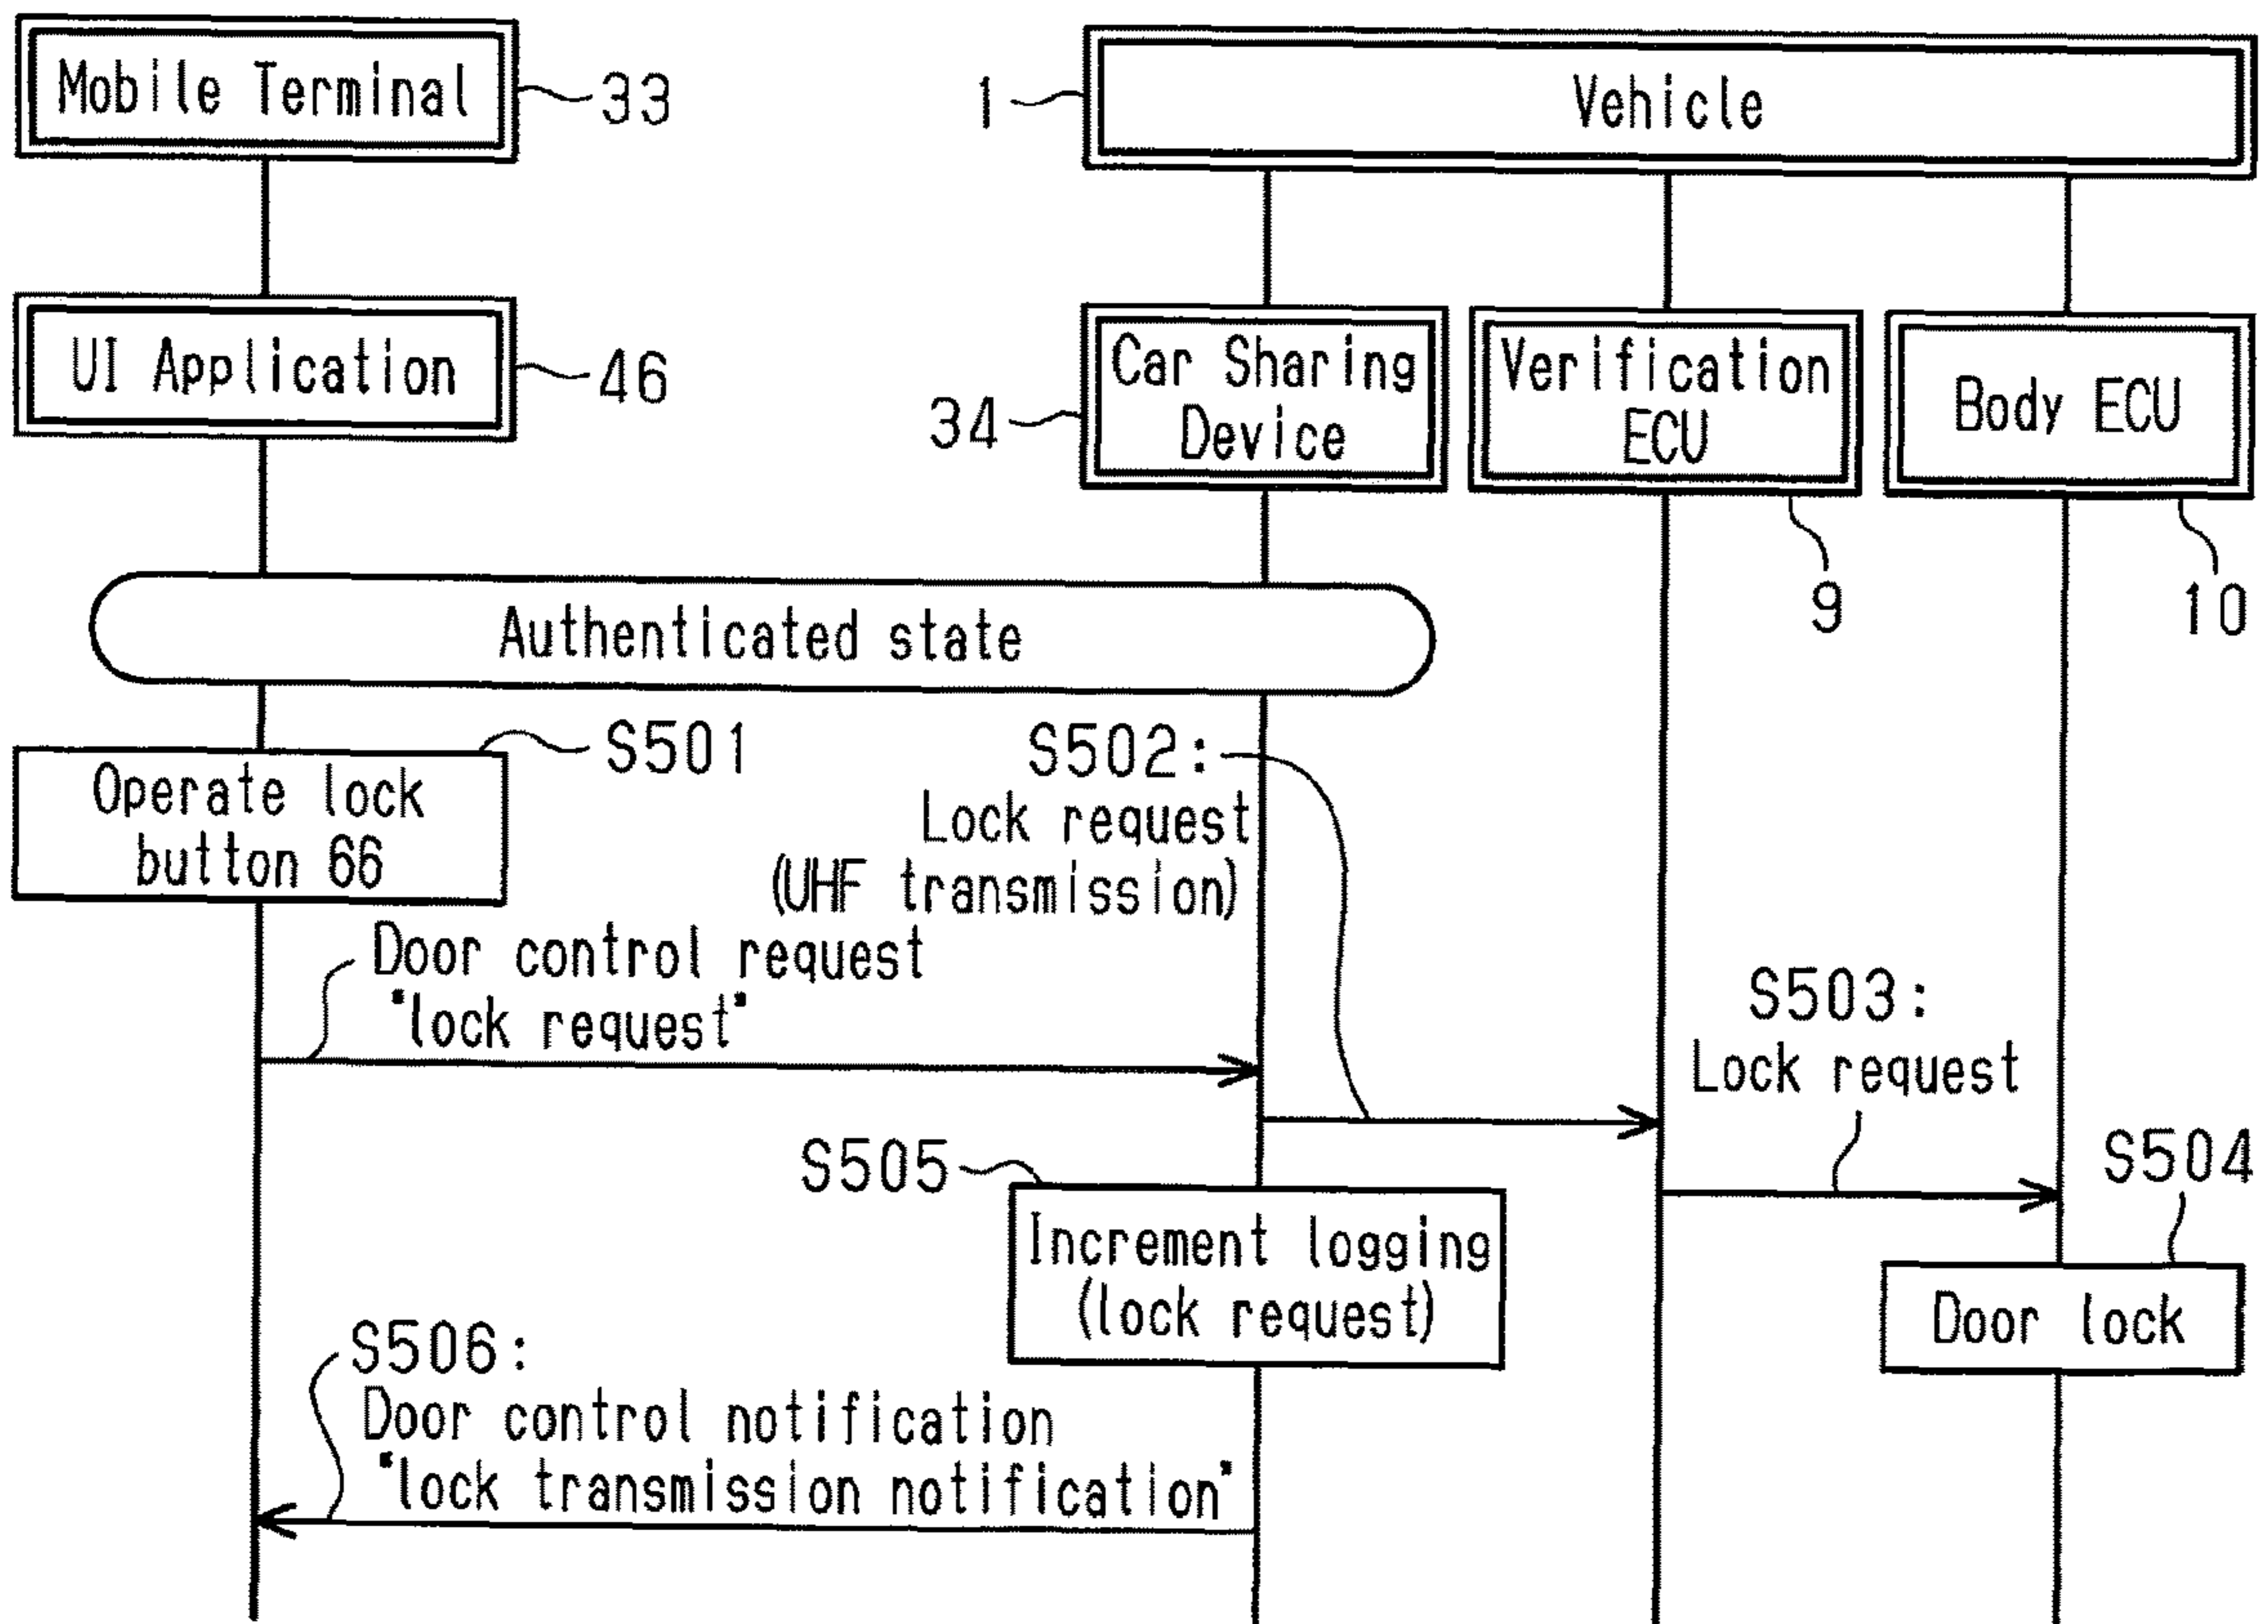 Mobile Terminal
33
1
Vehicle
UI Application
46
34
Car Sharing
Device
Verification
ECU
Body ECU
9
10
Authenticated state
S501
Operate lock
button 66
S502:
Lock request
(UHF transmission)
Door control request
"lock request"
S503:
Lock request
S504
S505
Increment logging
(lock request)
Door lock
S506:
Door control notification
"lock transmission notification"